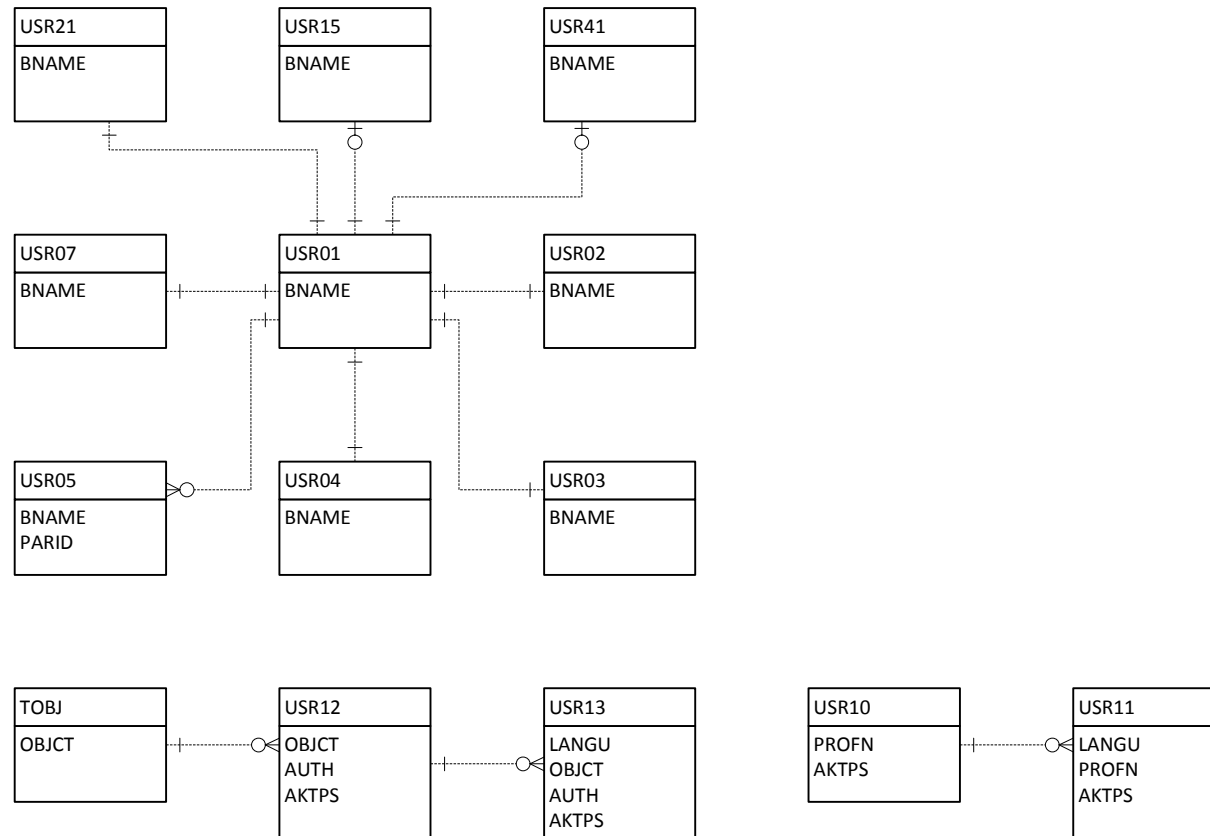 USR21
BNAME
USR15
BNAME
USR41
BNAME
USR07
BNAME
USR01
BNAME
USR02
BNAME
USR05
BNAME
PARID
USR04
BNAME
USR03
BNAME
TOBJ
OBJCT
USR12
OBJCT
AUTH
AKTPS
USR13
LANGU
OBJCT
AUTH
AKTPS
USR10
PROFN
AKTPS
USR11
LANGU
PROFN
AKTPS